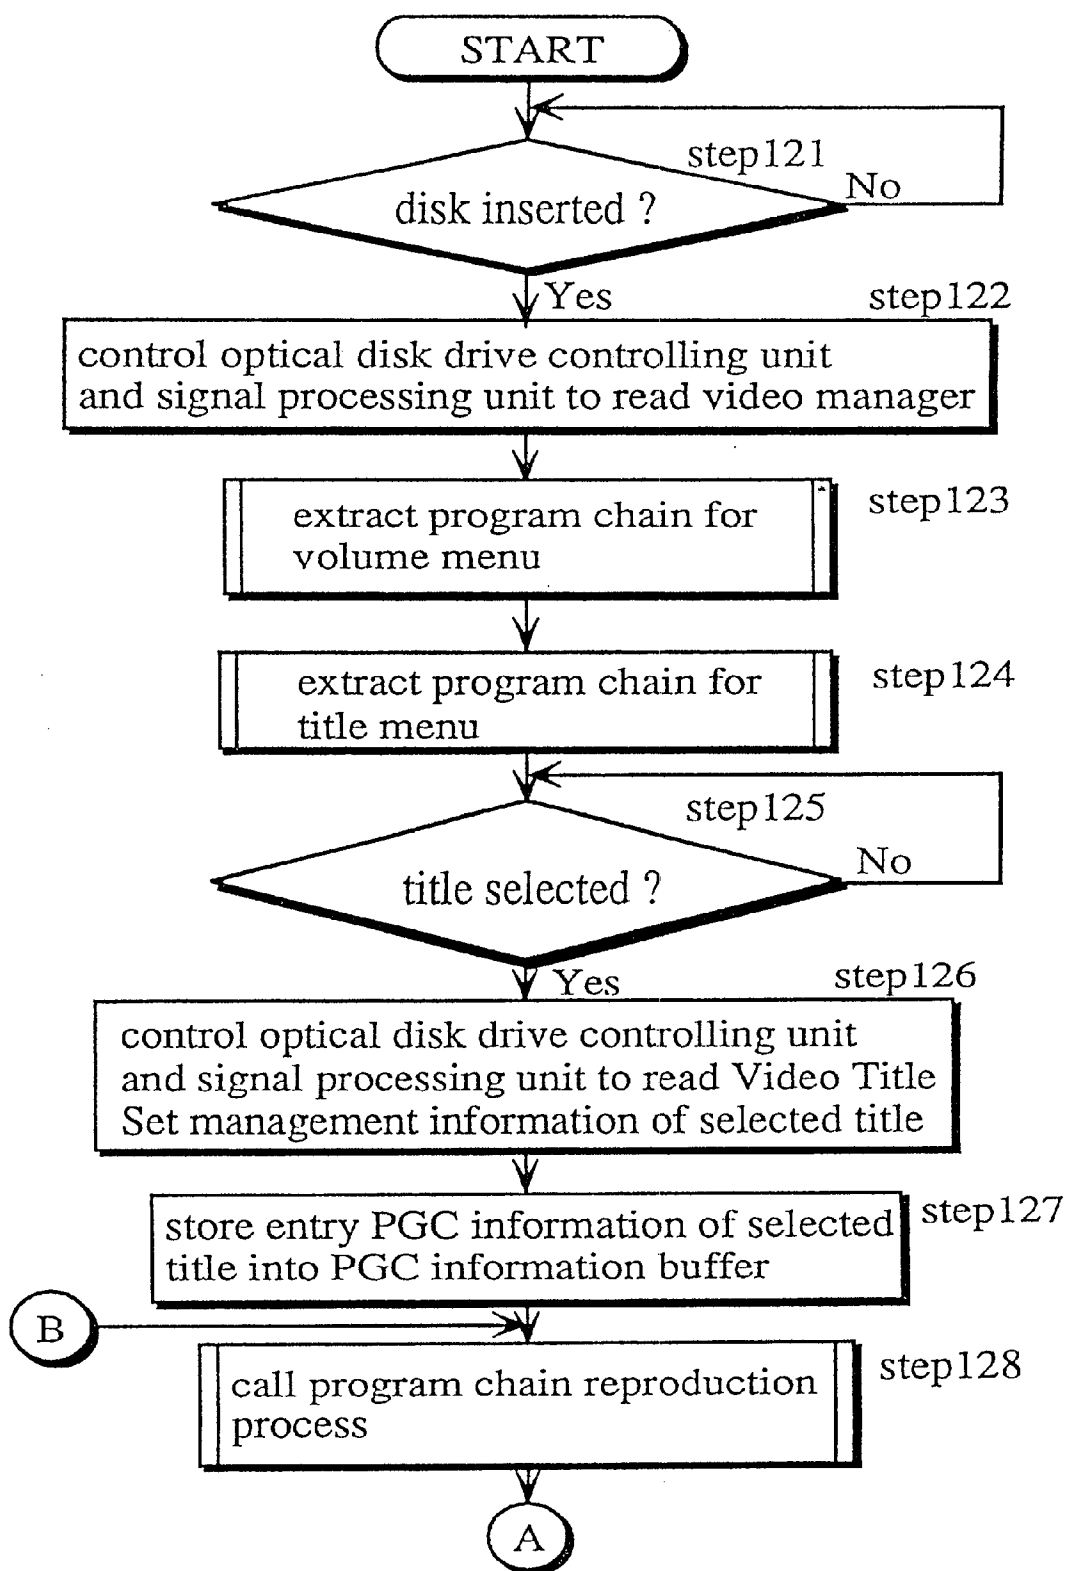 START
step121
No
disk inserted ?
Yes
step122
control optical disk drive controlling unit
and signal processing unit to read video manager
step123
extract program chain for
volume menu
step124
extract program chain for
title menu
step125
No
title selected ?
Yes
step126
control optical disk drive controlling unit
and signal processing unit to read Video Title
Set management information of selected title
step127
store entry PGC information of selected
title into PGC information buffer
B
step128
call program chain reproduction
process
A